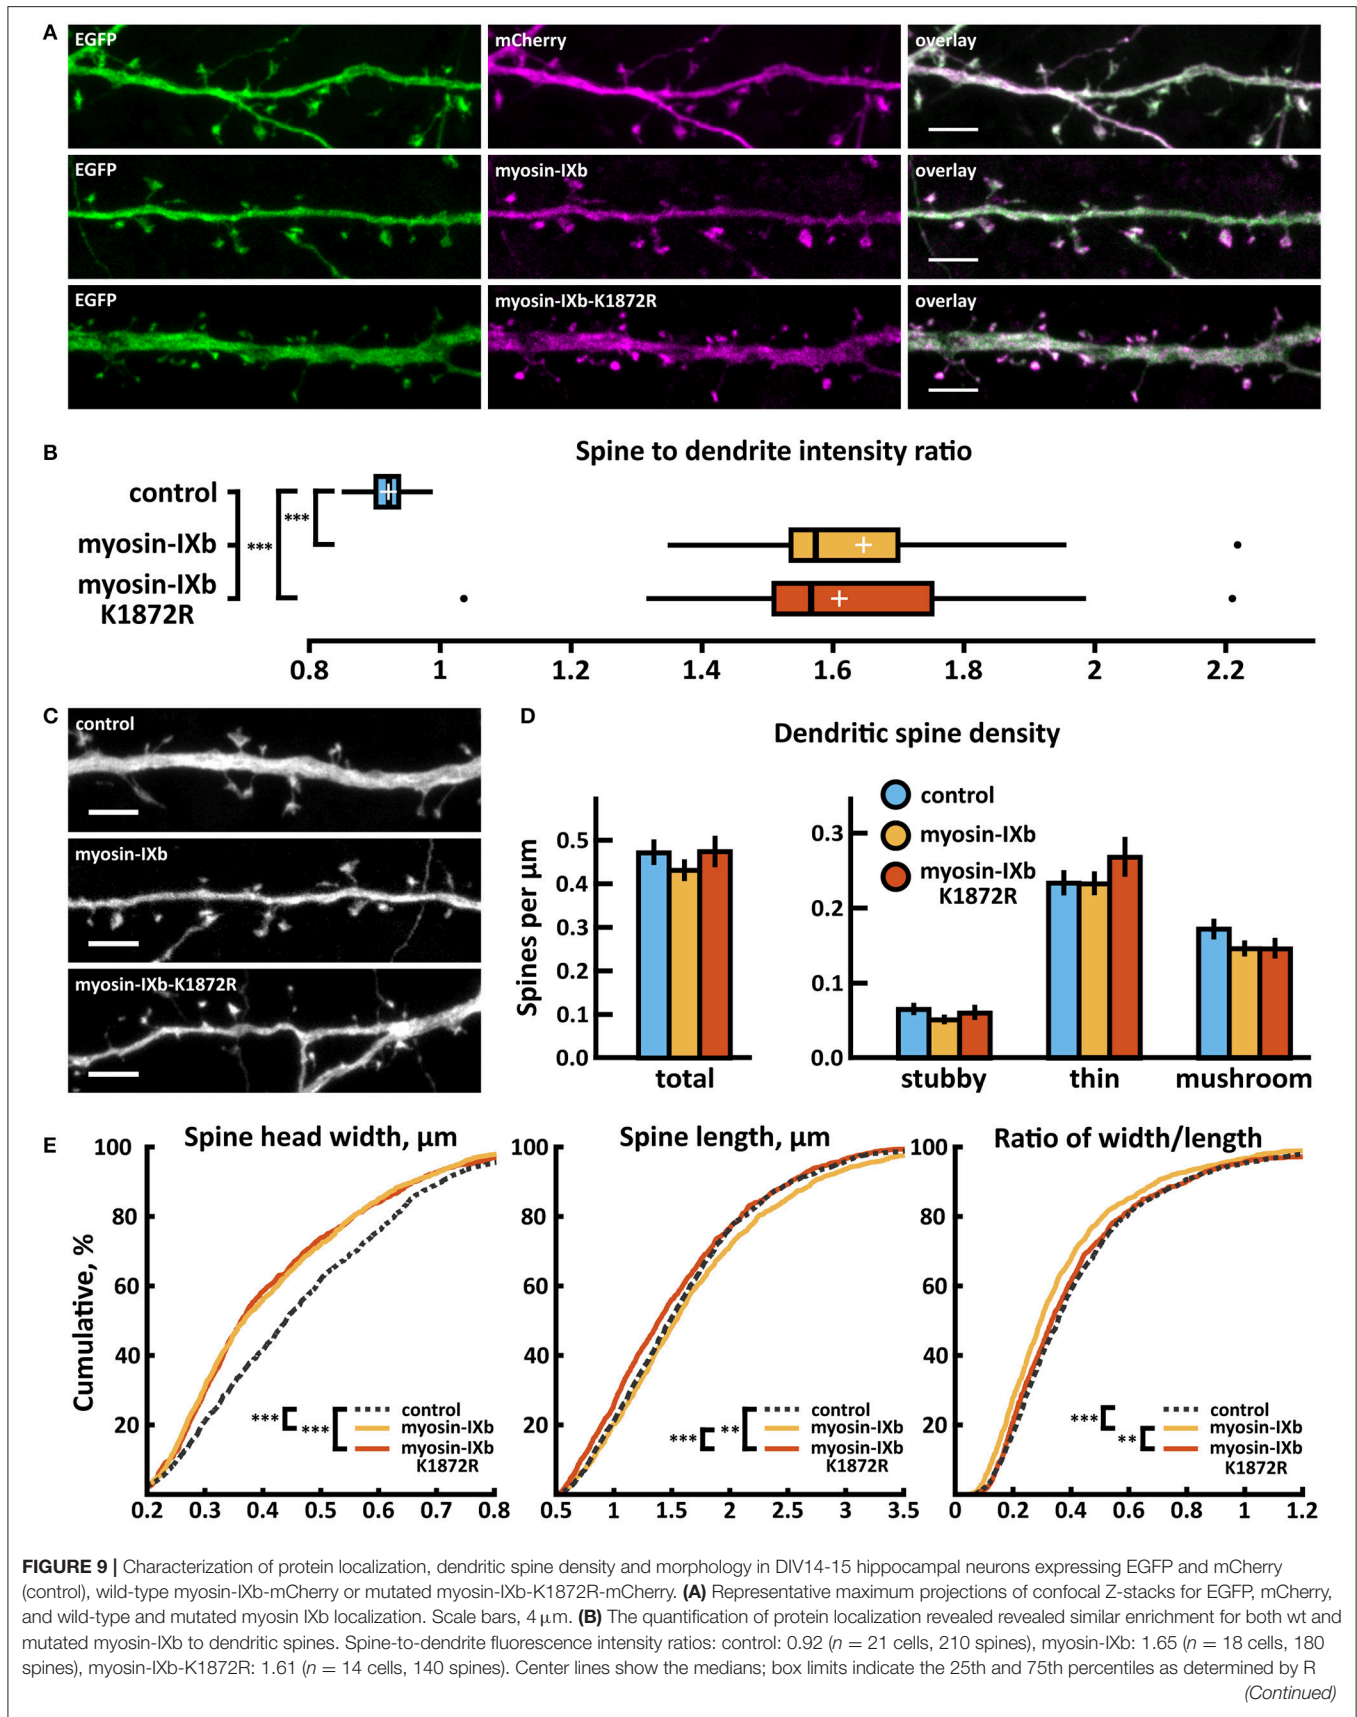 A
EGFP
mCherry
overlay
EGFP
myosin-IXb
overlay
EGFP
myosin-IXb-K1872R
overlay
B
Spine to dendrite intensity ratio
control
myosin-IXb
myosin-IXb
K1872R
***
***
0.8 1 1.2 1.4 1.6 1.8 2 2.2
C
control
myosin-IXb
myosin-IXb-K1872R
D
Dendritic spine density
Spines per µm
0.5
0.4
0.3
0.2
0.1
0.0
total
control
myosin-IXb
myosin-IXb
K1872R
0.3
0.2
0.1
0.0
stubby thin mushroom
E
Spine head width, µm
Cumulative, %
100
80
60
40
20
*** ***
control
myosin-IXb
myosin-IXb
K1872R
0.2 0.3 0.4 0.5 0.6 0.7 0.8
Spine length, µm
100
80
60
40
20
*** **
control
myosin-IXb
myosin-IXb
K1872R
0.5 1 1.5 2 2.5 3 3.5
Ratio of width/length
100
80
60
40
20
***
**
control
myosin-IXb
myosin-IXb
K1872R
0 0.2 0.4 0.6 0.8 1 1.2
FIGURE 9 | Characterization of protein localization, dendritic spine density and morphology in DIV14-15 hippocampal neurons expressing EGFP and mCherry
(control), wild-type myosin-IXb-mCherry or mutated myosin-IXb-K1872R-mCherry. (A) Representative maximum projections of confocal Z-stacks for EGFP, mCherry,
and wild-type and mutated myosin IXb localization. Scale bars, 4 µm. (B) The quantification of protein localization revealed revealed similar enrichment for both wt and
mutated myosin-IXb to dendritic spines. Spine-to-dendrite fluorescence intensity ratios: control: 0.92 (n = 21 cells, 210 spines), myosin-IXb: 1.65 (n = 18 cells, 180
spines), myosin-IXb-K1872R: 1.61 (n = 14 cells, 140 spines). Center lines show the medians; box limits indicate the 25th and 75th percentiles as determined by R
(Continued)